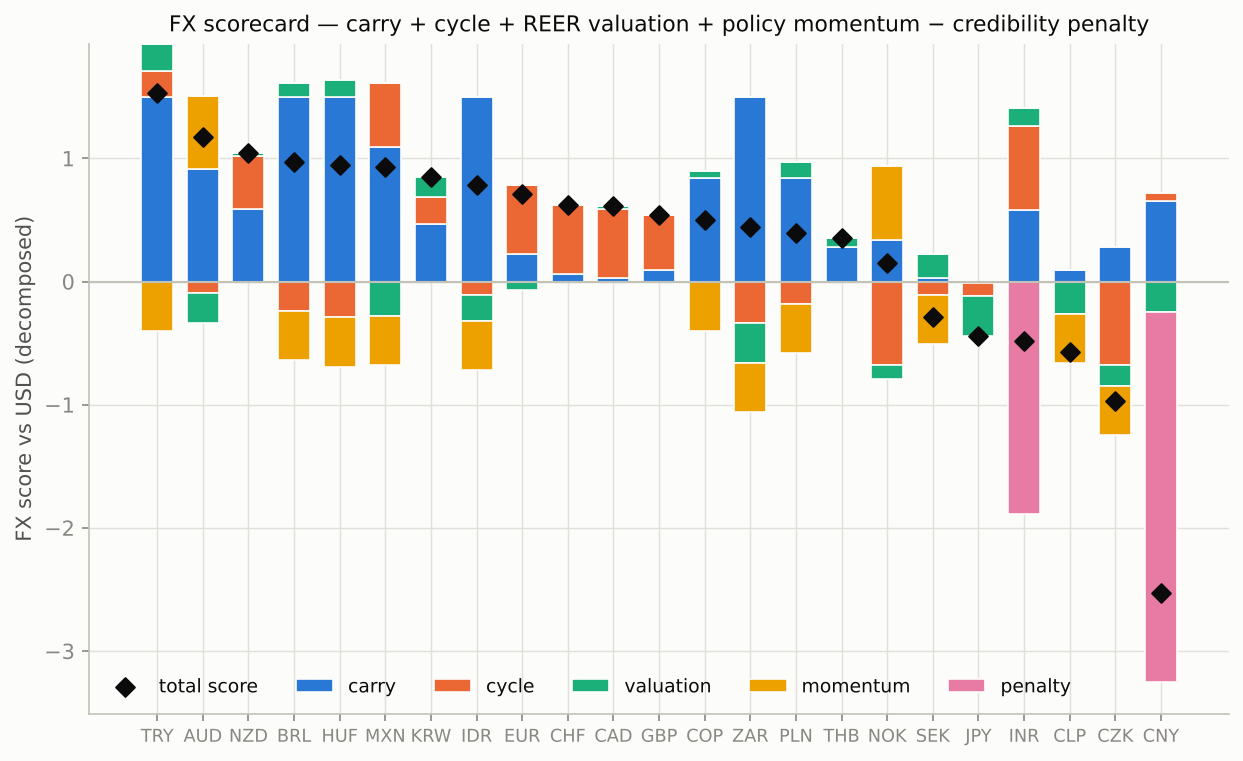 FX scorecard — carry + cycle + REER valuation + policy momentum − credibility penalty
FX score vs USD (decomposed)
1
0
−1
−2
−3
total score carry cycle valuation momentum penalty
TRY AUD NZD BRL HUF MXN KRW IDR EUR CHF CAD GBP COP ZAR PLN THB NOK SEK JPY INR CLP CZK CNY